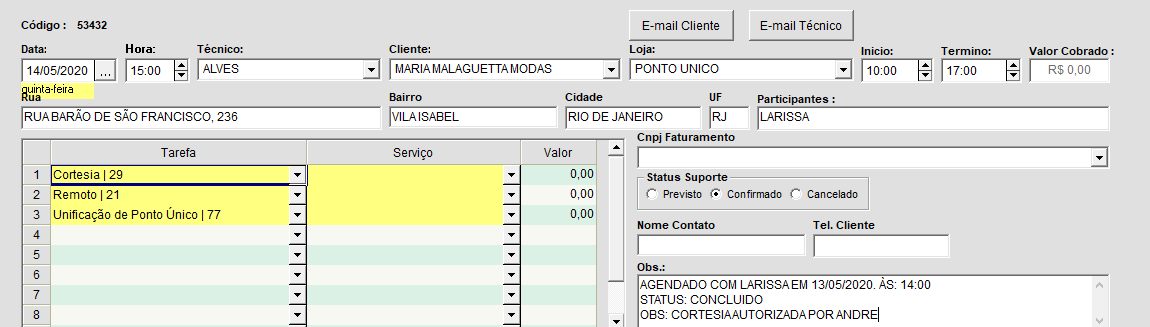 Código : 53432
E-mail Cliente E-mail Técnico
Data: Hora: Técnico: Cliente: Loja: Inicio: Termino: Valor Cobrado :
14/05/2020 ... 15:00 ALVES MARIA MALAGUETTA MODAS PONTO UNICO 10:00 17:00 R$ 0,00
quinta-feira
Rua Bairro Cidade UF Participantes :
RUA BARÃO DE SÃO FRANCISCO, 236 VILA ISABEL RIO DE JANEIRO RJ LARISSA
Cnpj Faturamento
Tarefa Serviço Valor
1 Cortesia | 29 0,00
2 Remoto | 21 0,00
3 Unificação de Ponto Único | 77 0,00
4
5
6
7
8
Status Suporte
Previsto Confirmado Cancelado
Nome Contato Tel. Cliente
Obs.:
AGENDADO COM LARISSA EM 13/05/2020. ÀS: 14:00
STATUS: CONCLUIDO
OBS: CORTESIA AUTORIZADA POR ANDRE